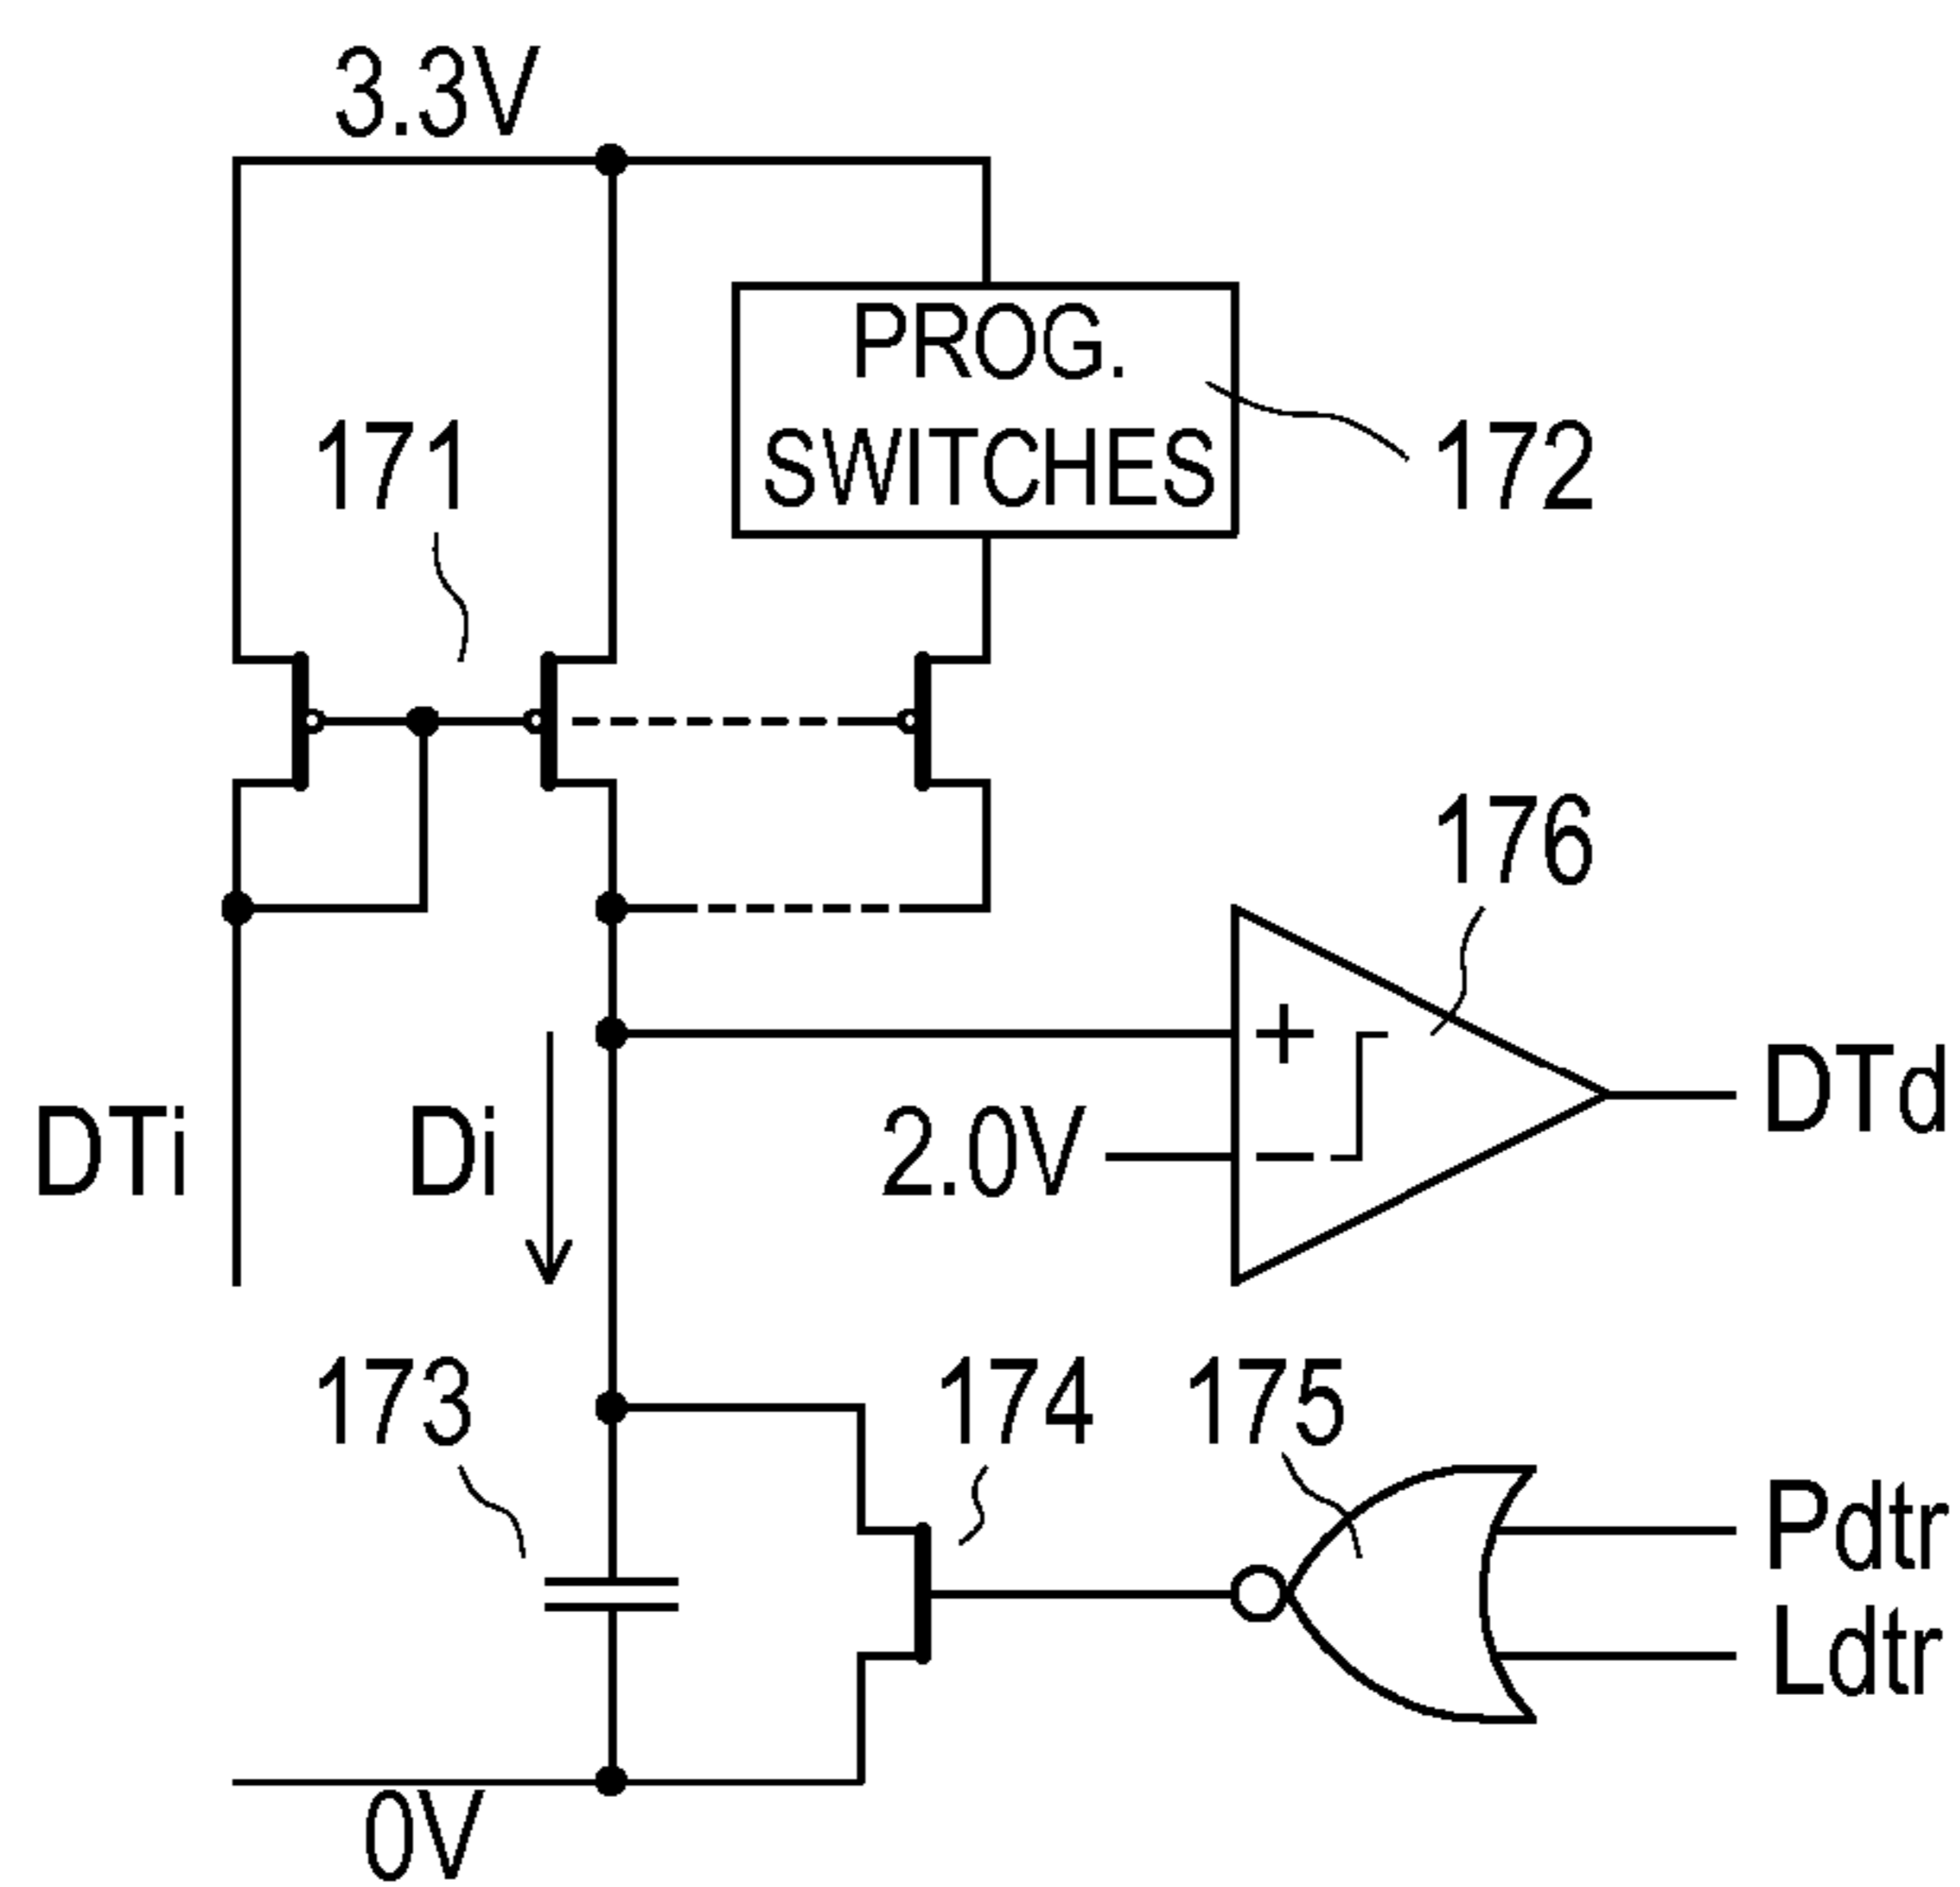 3.3V
PROG.
SWITCHES
171
172
176
DTi
Di
2.0V
+
−
DTd
173
174
175
Pdtr
Ldtr
0V